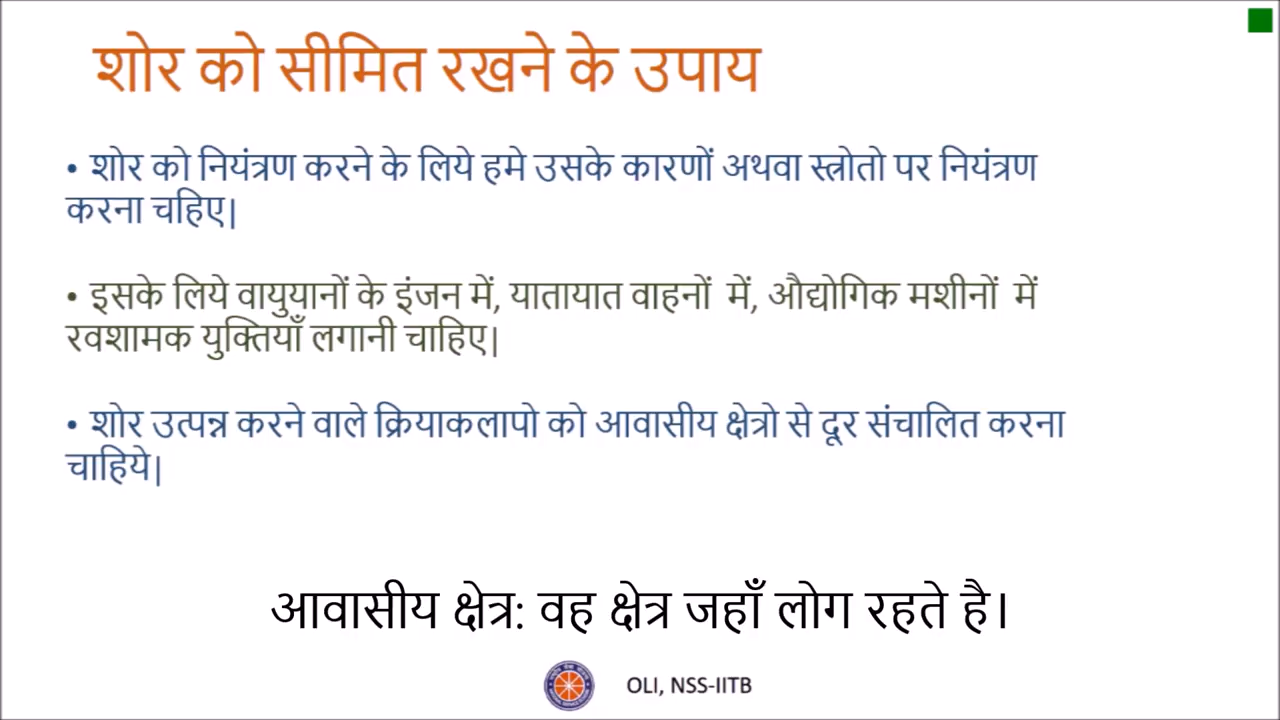 शोर को सीमित रखने के उपाय
• शोर को नियंत्रण करने के लिये हमे उसके कारणों अथवा स्त्रोतो पर नियंत्रण
करना चहिए|
• इसके लिये वायुयानों के इंजन में, यातायात वाहनों में, औद्योगिक मशीनों में
रवशामक युक्तियाँ लगानी चाहिए|
• शोर उत्पन्न करने वाले क्रियाकलापो को आवासीय क्षेत्रो से दूर संचालित करना
चाहिये|
आवासीय क्षेत्र: वह क्षेत्र जहाँ लोग रहते है।
OLI, NSS-IITB